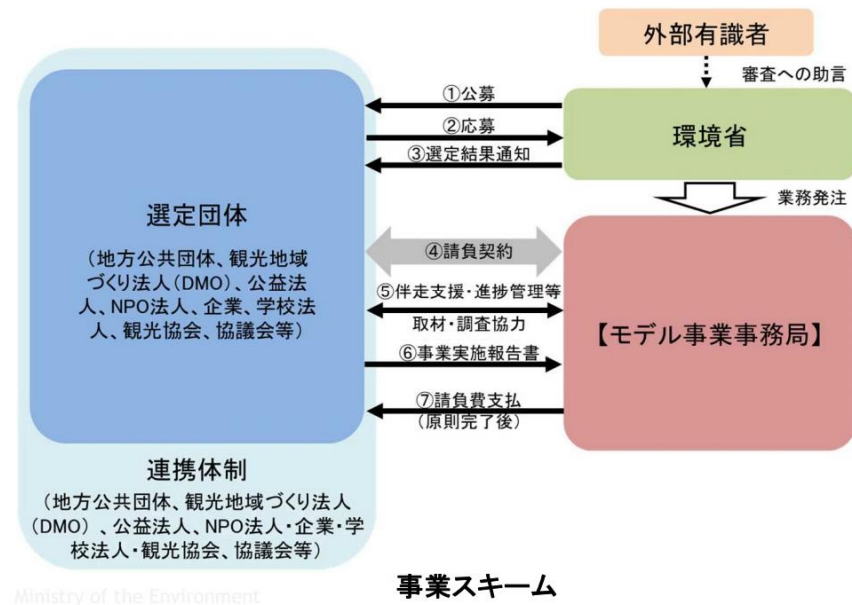 外部有識者
審査への助言
①公募
②応募
③選定結果通知
環境省
業務発注
選定団体
(地方公共団体、観光地域
づくり法人(DMO)、公益法
人、NPO法人、企業、学校法
人、観光協会、協議会等)
④請負契約
⑤伴走支援・進捗管理等
取材・調査協力
⑥事業実施報告書
⑦請負費支払
(原則完了後)
【モデル事業事務局】
連携体制
(地方公共団体、観光地域づくり法人
(DMO) 、公益法人、NPO法人・企業・学
校法人・観光協会、協議会等)
事業スキーム
Ministry of the Environment